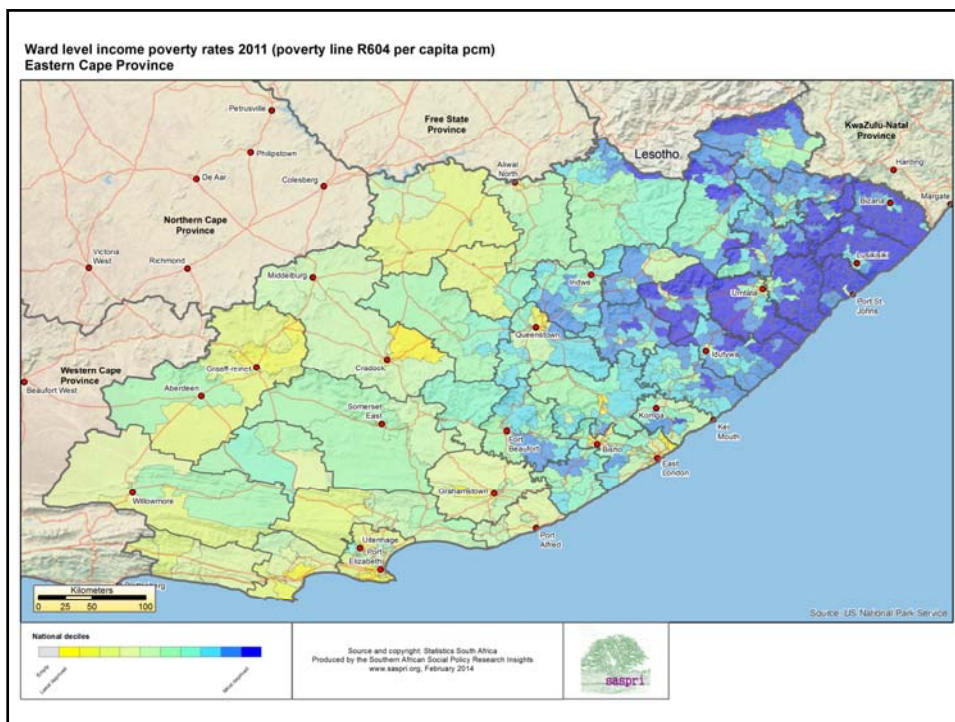 Ward level income poverty rates 2011 (poverty line R604 per capita pcm)
Eastern Cape Province
Petrusville
Free State
Province
KwaZulu-Natal
Province
Philipstown
Lesotho
Harding
Aliwal
North
De Aar
Colesberg
Margate
Bizana
Northern Cape
Province
Victoria
West
Richmond
Middelburg
Indwe
Lusikisiki
Umtata
Port St.
Johns
Queenstown
Idutywa
Western Cape
Province
Graaff-reinet
Cradock
Beaufort West
Aberdeen
Somerset
East
Komga
Kei
Mouth
Fort
Beaufort
Bisho
East
London
Willowmore
Grahamstown
Port
Alfred
Uitenhage
Port
Elizabeth
Kilometers
0 25 50 100
Source: US National Park Service
National deciles
Empty
Least deprived
Most deprived
Source and copyright: Statistics South Africa
Produced by the Southern African Social Policy Research Insights
www.saspri.org, February 2014
saspri